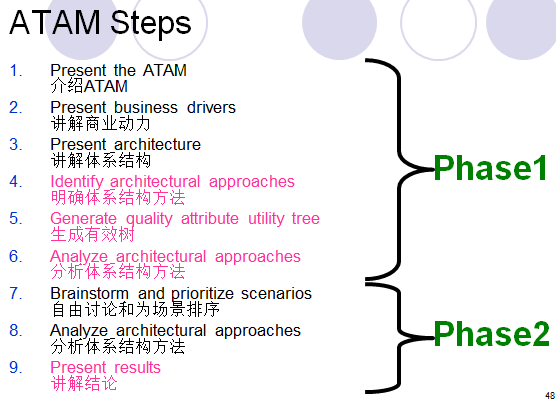 ATAM Steps
1. Present the ATAM
介绍ATAM
2. Present business drivers
讲解商业动力
3. Present architecture
讲解体系结构
4. Identify architectural approaches
明确体系结构方法
5. Generate quality attribute utility tree
生成有效树
6. Analyze architectural approaches
分析体系结构方法
Phase1
7. Brainstorm and prioritize scenarios
自由讨论和为场景排序
8. Analyze architectural approaches
分析体系结构方法
9. Present results
讲解结论
Phase2
48